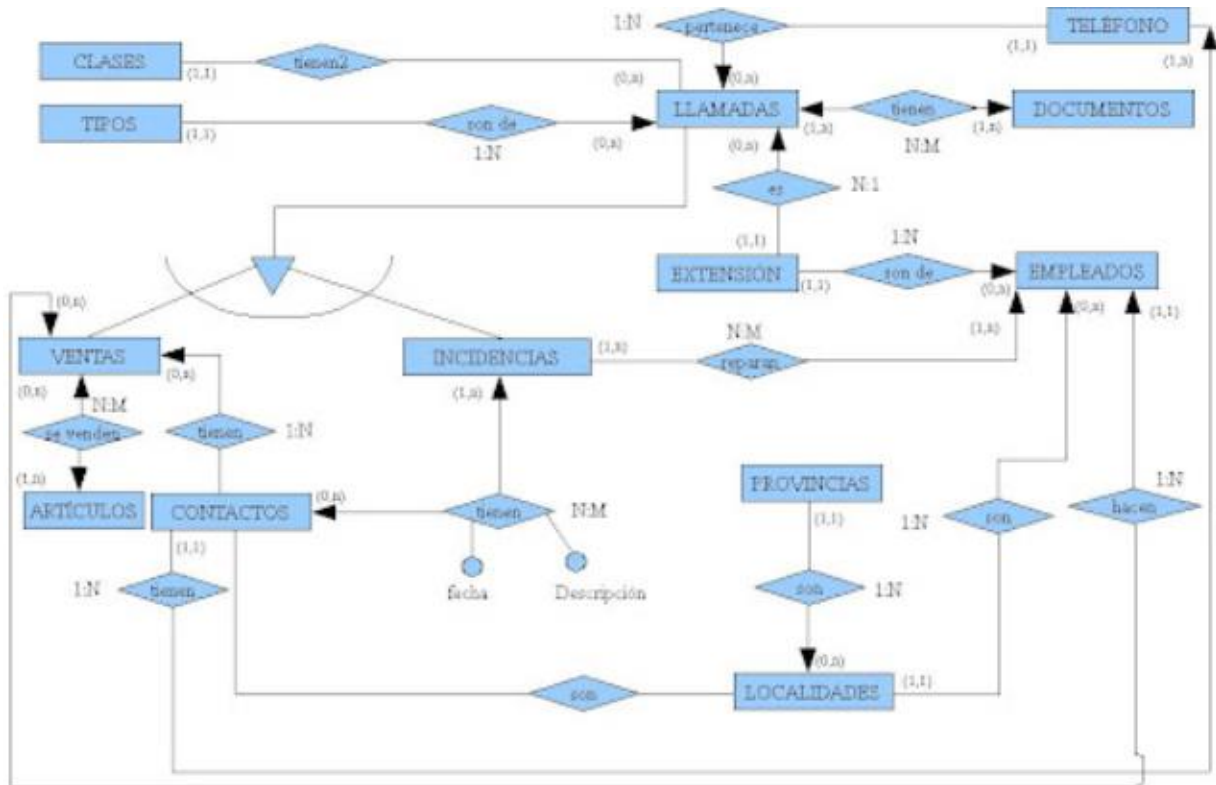 1:N
pertenece
TELÉFONO
(1,1)
(1,n)
CLASES
(1,1)
tienen2
(0,n)
(0,n)
LLAMADAS
TIPOS
(1,1)
son de
1:N
(0,n)
(1,n)
tienen
N:M
(1,n)
DOCUMENTOS
(0,n)
es
N:1
(1,1)
EXTENSIÓN
(1,1)
1:N
son de
(0,n)
EMPLEADOS
(0,n)
(1,1)
(0,n)
VENTAS
(0,n)
(0,n)
INCIDENCIAS
(1,n)
N:M
reparan
(1,n)
(1,n)
N:M
se venden
(1,n)
ARTÍCULOS
tienen
1:N
(0,n)
CONTACTOS
(1,1)
1:N
tienen
tienen
N:M
fecha
Descripción
PROVINCIAS
(1,1)
son
1:N
(0,n)
LOCALIDADES
(1,1)
son
1:N
son
1:N
hacen